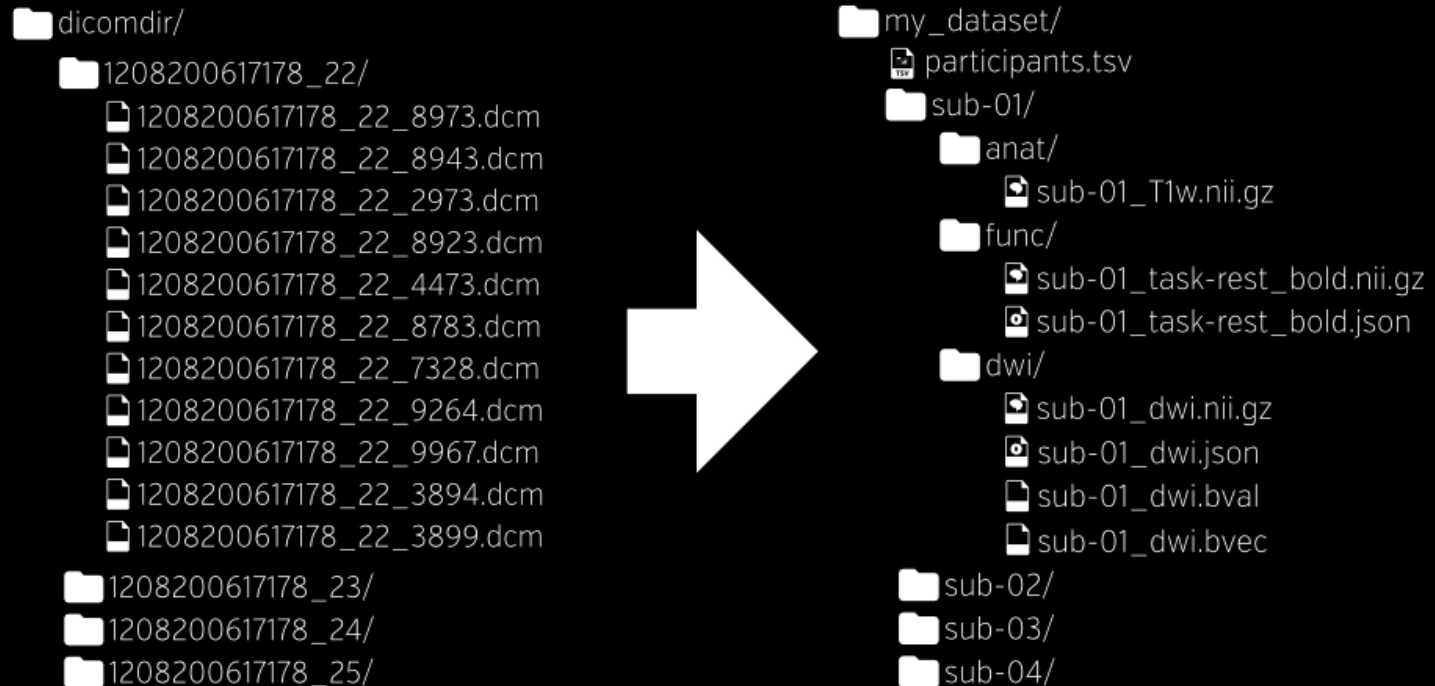 dicomdir/
1208200617178_22/
1208200617178_22_8973.dcm
1208200617178_22_8943.dcm
1208200617178_22_2973.dcm
1208200617178_22_8923.dcm
1208200617178_22_4473.dcm
1208200617178_22_8783.dcm
1208200617178_22_7328.dcm
1208200617178_22_9264.dcm
1208200617178_22_9967.dcm
1208200617178_22_3894.dcm
1208200617178_22_3899.dcm
1208200617178_23/
1208200617178_24/
1208200617178_25/
my_dataset/
TSV
participants.tsv
sub-01/
anat/
sub-01_T1w.nii.gz
func/
sub-01_task-rest_bold.nii.gz
sub-01_task-rest_bold.json
dwi/
sub-01_dwi.nii.gz
sub-01_dwi.json
sub-01_dwi.bval
sub-01_dwi.bvec
sub-02/
sub-03/
sub-04/